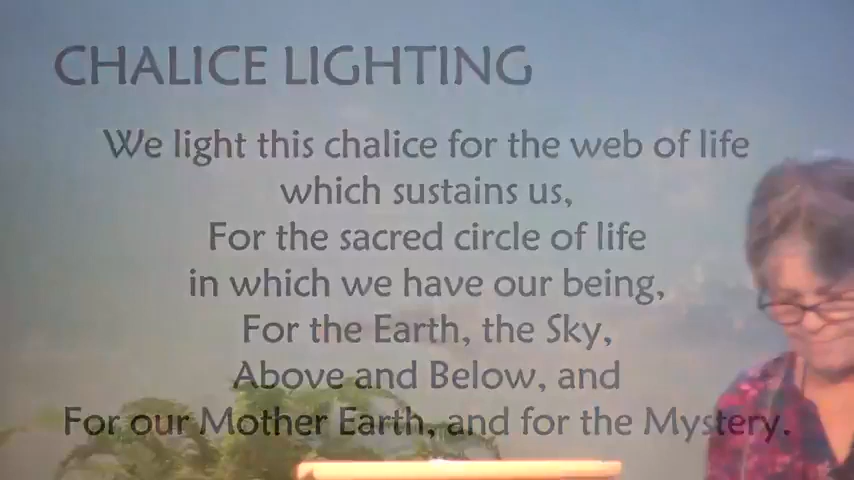 CHALICE LIGHTING
We light this chalice for the web of life
which sustains us,
For the sacred circle of life
in which we have our being,
For the Earth, the Sky,
Above and Below, and
For our Mother Earth, and for the Mystery.